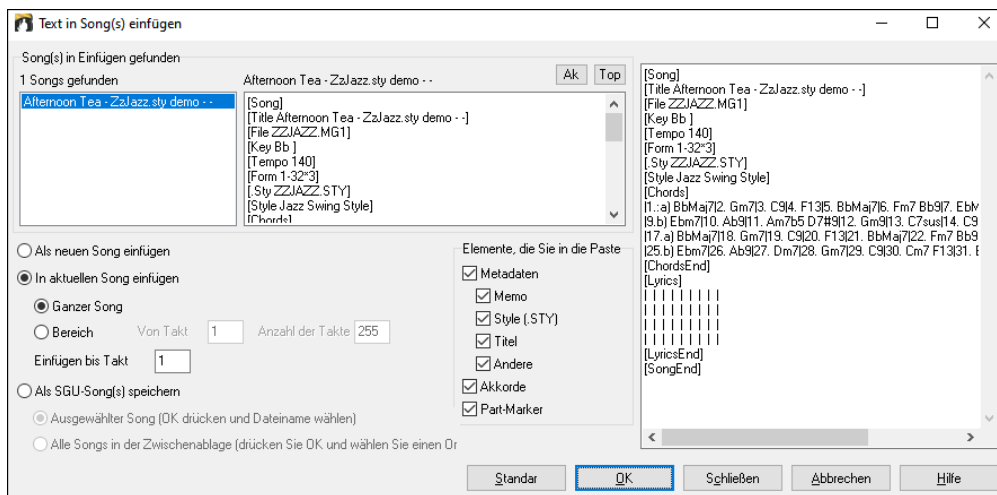 Text in Song(s) einfügen
Song(s) in Einfügen gefunden
1 Songs gefunden
Afternoon Tea - ZzJazz.sty demo - -
Ak
Top
Afternoon Tea - ZzJazz.sty demo - -
[Song]
[Title Afternoon Tea - ZzJazz.sty demo - -]
[File ZZJAZZ.MG1]
[Key Bb ]
[Tempo 140]
[Form 1-32*3]
[.Sty ZZJAZZ.STY]
[Style Jazz Swing Style]
[Chords]
Als neuen Song einfügen
In aktuellen Song einfügen
Ganzer Song
Bereich Von Takt 1 Anzahl der Takte 255
Einfügen bis Takt 1
Als SGU-Song(s) speichern
Ausgewählter Song (OK drücken und Dateiname wählen)
Alle Songs in der Zwischenablage (drücken Sie OK und wählen Sie einen Or
Elemente, die Sie in die Paste
Metadaten
Memo
Style (.STY)
Titel
Andere
Akkorde
Part-Marker
[Song]
[Title Afternoon Tea - ZzJazz.sty demo - -]
[File ZZJAZZ.MG1]
[Key Bb ]
[Tempo 140]
[Form 1-32*3]
[.Sty ZZJAZZ.STY]
[Style Jazz Swing Style]
[Chords]
|1.:a) BbMaj7|2. Gm7|3. C9|4. F13|5. BbMaj7|6. Fm7 Bb9|7. EbM
|9.b) Ebm7|10. Ab9|11. Am7b5 D7#9|12. Gm9|13. C7sus|14. C9
|17.a) BbMaj7|18. Gm7|19. C9|20. F13|21. BbMaj7|22. Fm7 Bb9
|25.b) Ebm7|26. Ab9|27. Dm7|28. Gm7|29. C9|30. Cm7 F13|31. E
[ChordsEnd]
[Lyrics]
| | | | | | | | |
| | | | | | | | |
| | | | | | | | |
| | | | | | | | |
[LyricsEnd]
[SongEnd]
Standar
OK
Schließen
Abbrechen
Hilfe